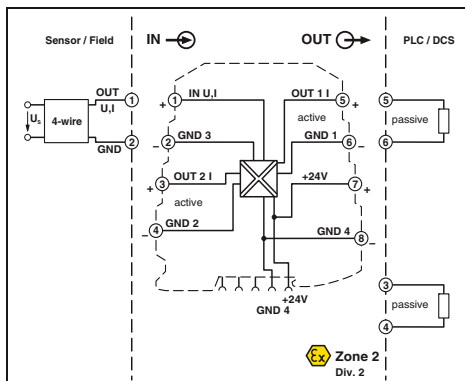 Sensor / Field
IN
OUT
PLC / DCS
OUT
U,I
1
4-wire
Us
GND
2
+
1
IN U,I
OUT 1 I
5
+
active
−
2
GND 3
GND 1
6
−
+
3
OUT 2 I
active
+24V
7
+
−
4
GND 2
GND 4
8
−
+24V
GND 4
5
passive
6
3
passive
4
Ex
Zone 2
Div. 2